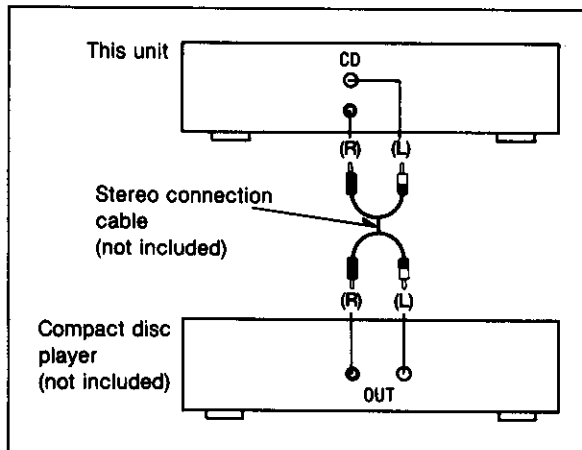 This unit
CD
(R) (L)
Stereo connection
cable
(not included)
(R) (L)
Compact disc
player
(not included)
OUT